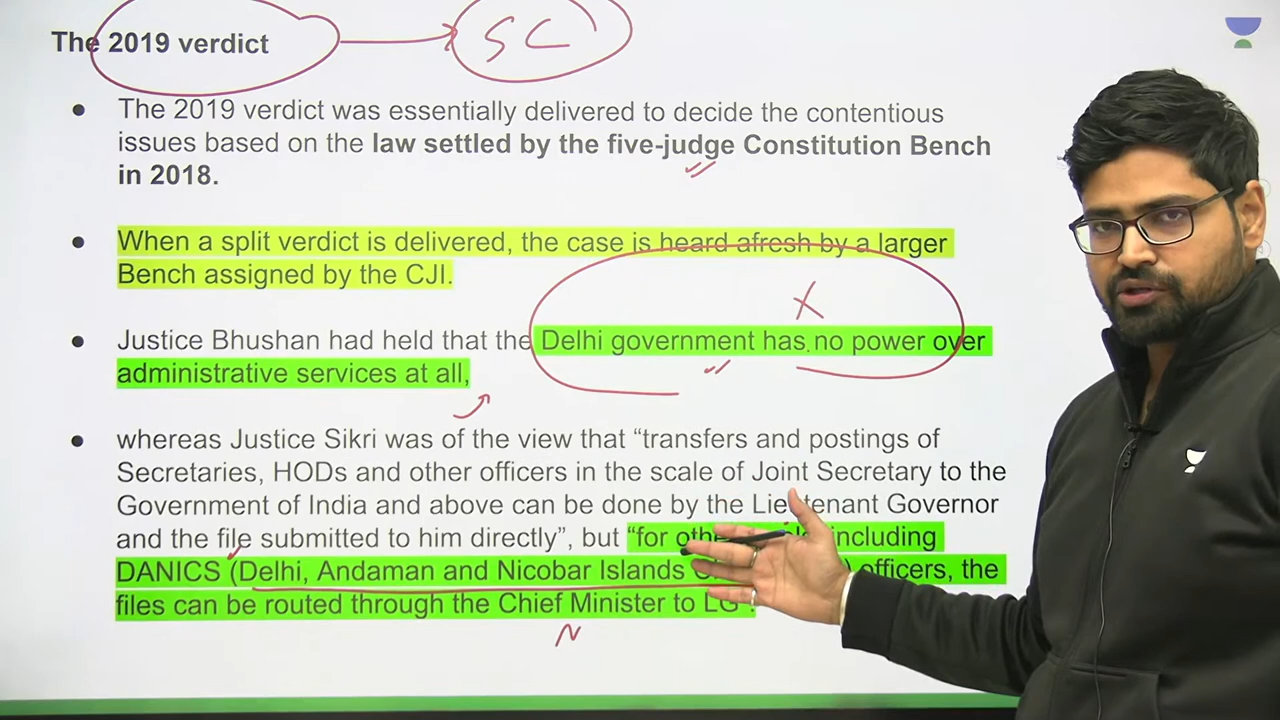 The 2019 verdict
SC
The 2019 verdict was essentially delivered to decide the contentious
issues based on the law settled by the five-judge Constitution Bench
in 2018.
When a split verdict is delivered, the case is heard afresh by a larger
Bench assigned by the CJI.
Justice Bhushan had held that the Delhi government has no power over
administrative services at all,
whereas Justice Sikri was of the view that “transfers and postings of
Secretaries, HODs and other officers in the scale of Joint Secretary to the
Government of India and above can be done by the Lieutenant Governor
and the file submitted to him directly”, but “for including
DANICS (Delhi, Andaman and Nicobar Islands officers, the
files can be routed through the Chief Minister to LG
N